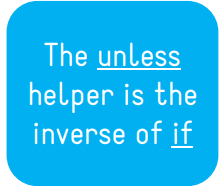 The unless
helper is the
inverse of if